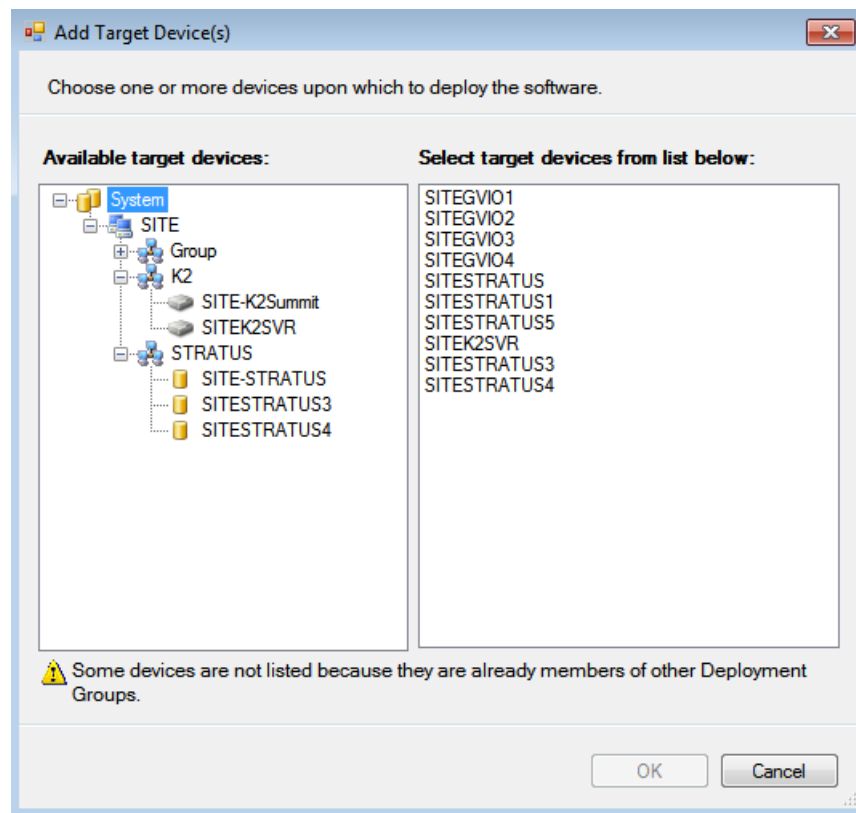 Add Target Device(s)
Choose one or more devices upon which to deploy the software.
Available target devices:
Select target devices from list below:
System
SITE
Group
K2
SITE-K2Summit
SITEK2SVR
STRATUS
SITE-STRATUS
SITESTRATUS3
SITESTRATUS4
SITEGVIO1
SITEGVIO2
SITEGVIO3
SITEGVIO4
SITESTRATUS
SITESTRATUS1
SITESTRATUS5
SITEK2SVR
SITESTRATUS3
SITESTRATUS4
Some devices are not listed because they are already members of other Deployment
Groups.
OK
Cancel